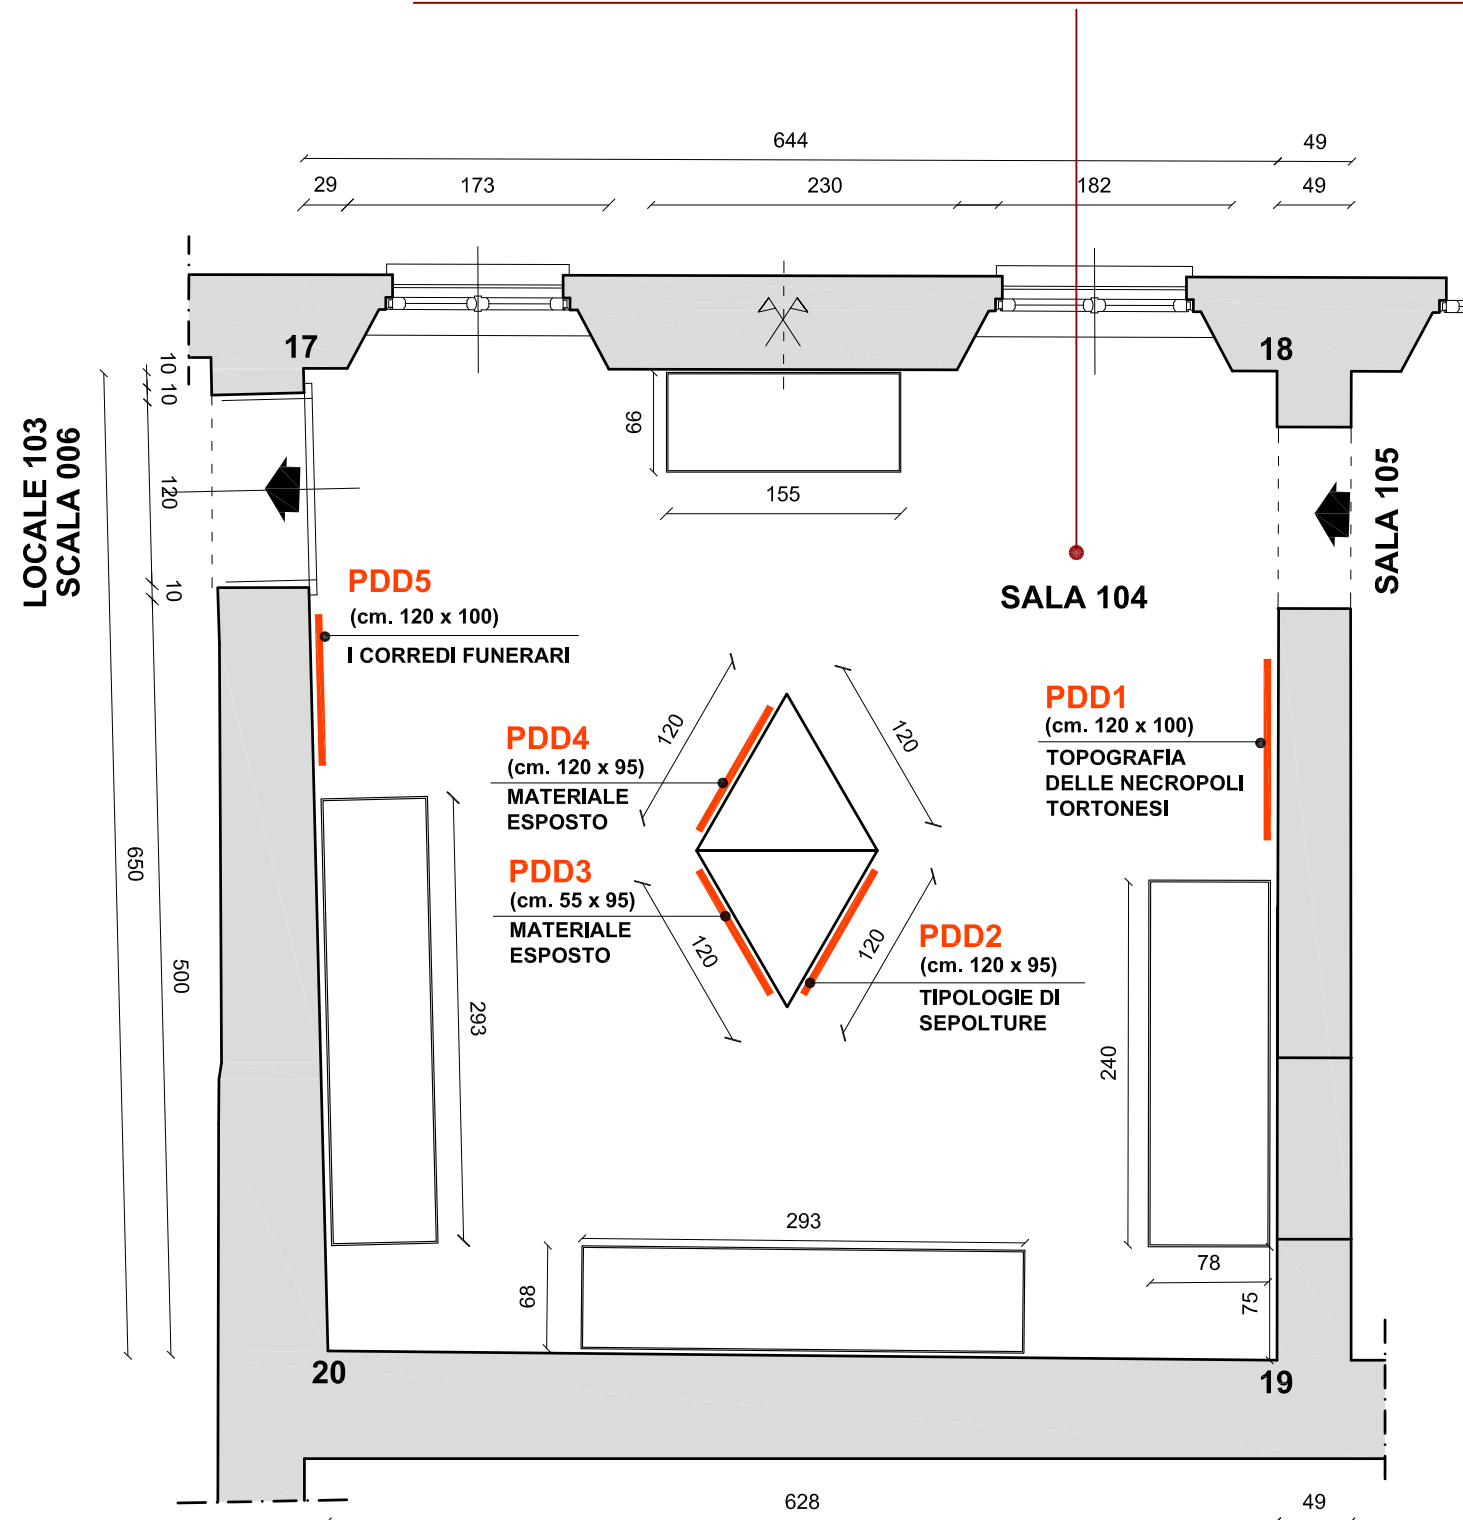 644
49
29
173
230
182
49
17
18
10
10
120
10
66
155
LOCALE 103
SCALA 006
SALA 105
SALA 104
PDD5
(cm. 120 x 100)
I CORREDI FUNERARI
120
120
PDD4
(cm. 120 x 95)
MATERIALE
ESPOSTO
PDD1
(cm. 120 x 100)
TOPOGRAFIA
DELLE NECROPOLI
TORTONESI
PDD3
(cm. 55 x 95)
MATERIALE
ESPOSTO
120
120
PDD2
(cm. 120 x 95)
TIPOLOGIE DI
SEPOLTURE
650
500
293
240
293
68
78
75
20
19
628
49